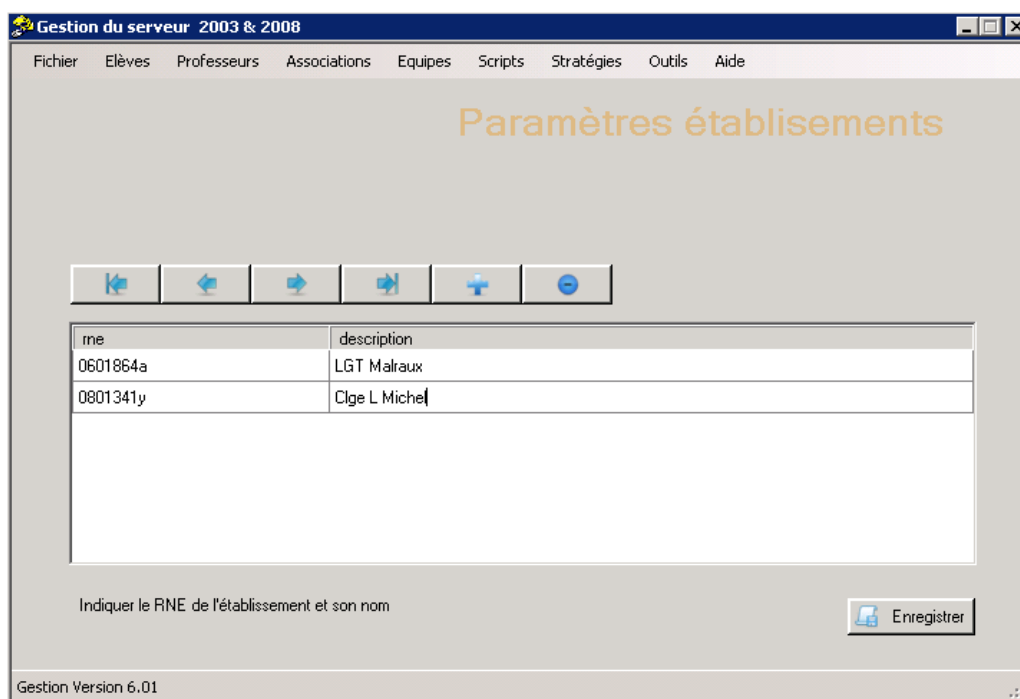 Gestion du serveur 2003 & 2008
Fichier Elèves Professeurs Associations Equipes Scripts Stratégies Outils Aide
Paramètres établisements
rne description
0601864a LGT Malraux
0801341y Clge L Michel
Indiquer le RNE de l'établissement et son nom
Enregistrer
Gestion Version 6.01